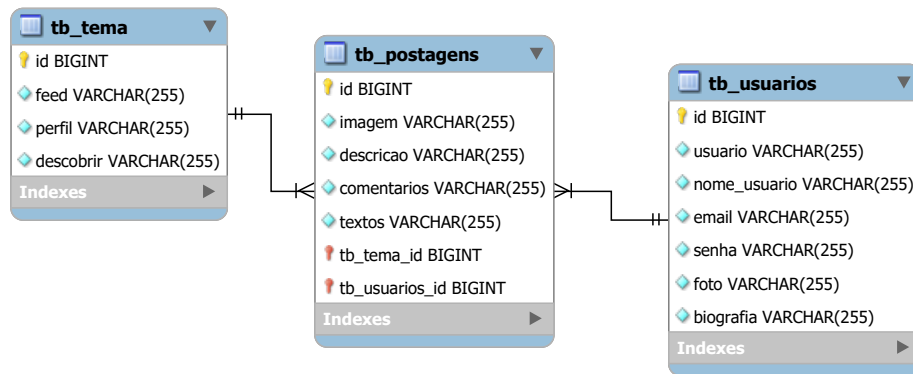 tb_tema
id BIGINT
feed VARCHAR(255)
perfil VARCHAR(255)
descobrir VARCHAR(255)
Indexes
tb_postagens
id BIGINT
imagem VARCHAR(255)
descricao VARCHAR(255)
comentarios VARCHAR(255)
textos VARCHAR(255)
tb_tema_id BIGINT
tb_usuarios_id BIGINT
Indexes
tb_usuarios
id BIGINT
usuario VARCHAR(255)
nome_usuario VARCHAR(255)
email VARCHAR(255)
senha VARCHAR(255)
foto VARCHAR(255)
biografia VARCHAR(255)
Indexes